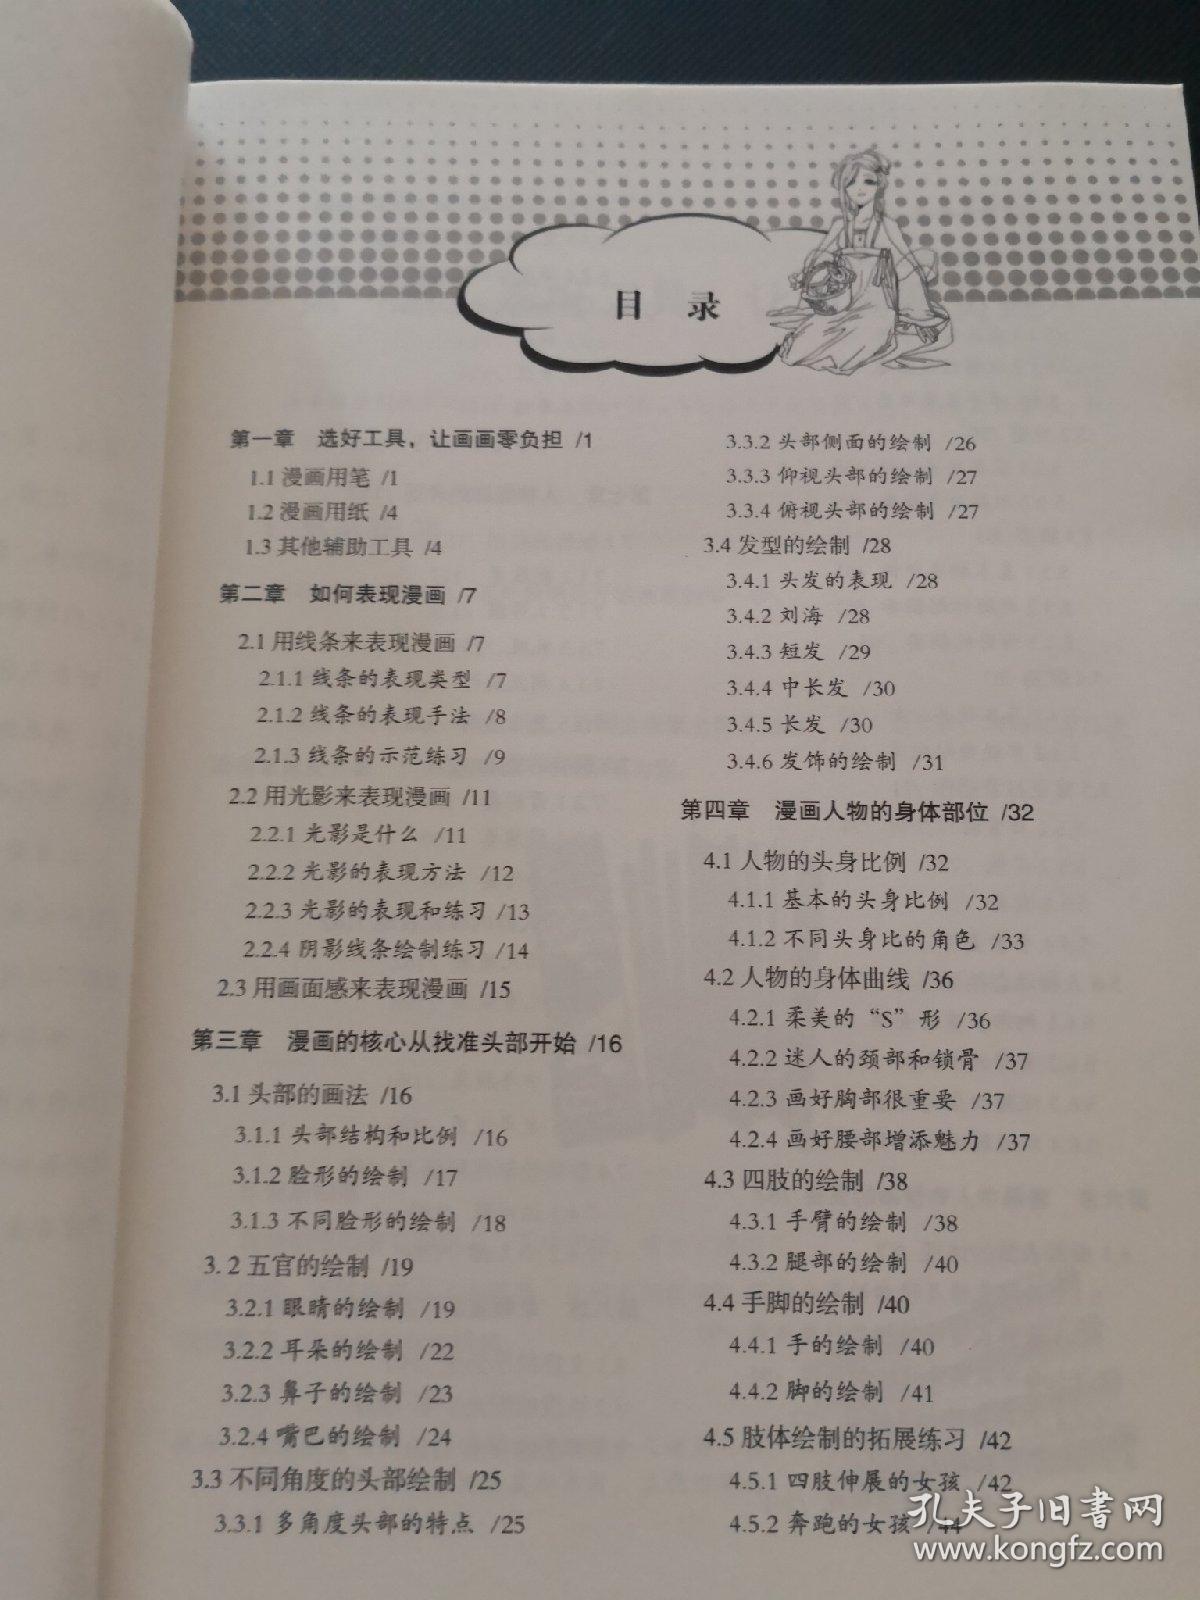 目 录
第一章 选好工具，让画画零负担 /1
1.1 漫画用笔 /1
1.2 漫画用纸 /4
1.3 其他辅助工具 /4
第二章 如何表现漫画 /7
2.1 用线条来表现漫画 /7
2.1.1 线条的表现类型 /7
2.1.2 线条的表现手法 /8
2.1.3 线条的示范练习 /9
2.2 用光影来表现漫画 /11
2.2.1 光影是什么 /11
2.2.2 光影的表现方法 /12
2.2.3 光影的表现和练习 /13
2.2.4 阴影线条绘制练习 /14
2.3 用画面感来表现漫画 /15
第三章 漫画的核心从找准头部开始 /16
3.1 头部的画法 /16
3.1.1 头部结构和比例 /16
3.1.2 脸形的绘制 /17
3.1.3 不同脸形的绘制 /18
3. 2 五官的绘制 /19
3.2.1 眼睛的绘制 /19
3.2.2 耳朵的绘制 /22
3.2.3 鼻子的绘制 /23
3.2.4 嘴巴的绘制 /24
3.3 不同角度的头部绘制 /25
3.3.1 多角度头部的特点 /25
3.3.2 头部侧面的绘制 /26
3.3.3 仰视头部的绘制 /27
3.3.4 俯视头部的绘制 /27
3.4 发型的绘制 /28
3.4.1 头发的表现 /28
3.4.2 刘海 /28
3.4.3 短发 /29
3.4.4 中长发 /30
3.4.5 长发 /30
3.4.6 发饰的绘制 /31
第四章 漫画人物的身体部位 /32
4.1 人物的头身比例 /32
4.1.1 基本的头身比例 /32
4.1.2 不同头身比的角色 /33
4.2 人物的身体曲线 /36
4.2.1 柔美的“S”形 /36
4.2.2 迷人的颈部和锁骨 /37
4.2.3 画好胸部很重要 /37
4.2.4 画好腰部增添魅力 /37
4.3 四肢的绘制 /38
4.3.1 手臂的绘制 /38
4.3.2 腿部的绘制 /40
4.4 手脚的绘制 /40
4.4.1 手的绘制 /40
4.4.2 脚的绘制 /41
4.5 肢体绘制的拓展练习 /42
4.5.1 四肢伸展的女孩 /42
4.5.2 奔跑的女孩 /44
孔夫子旧书网
www.kongfz.com